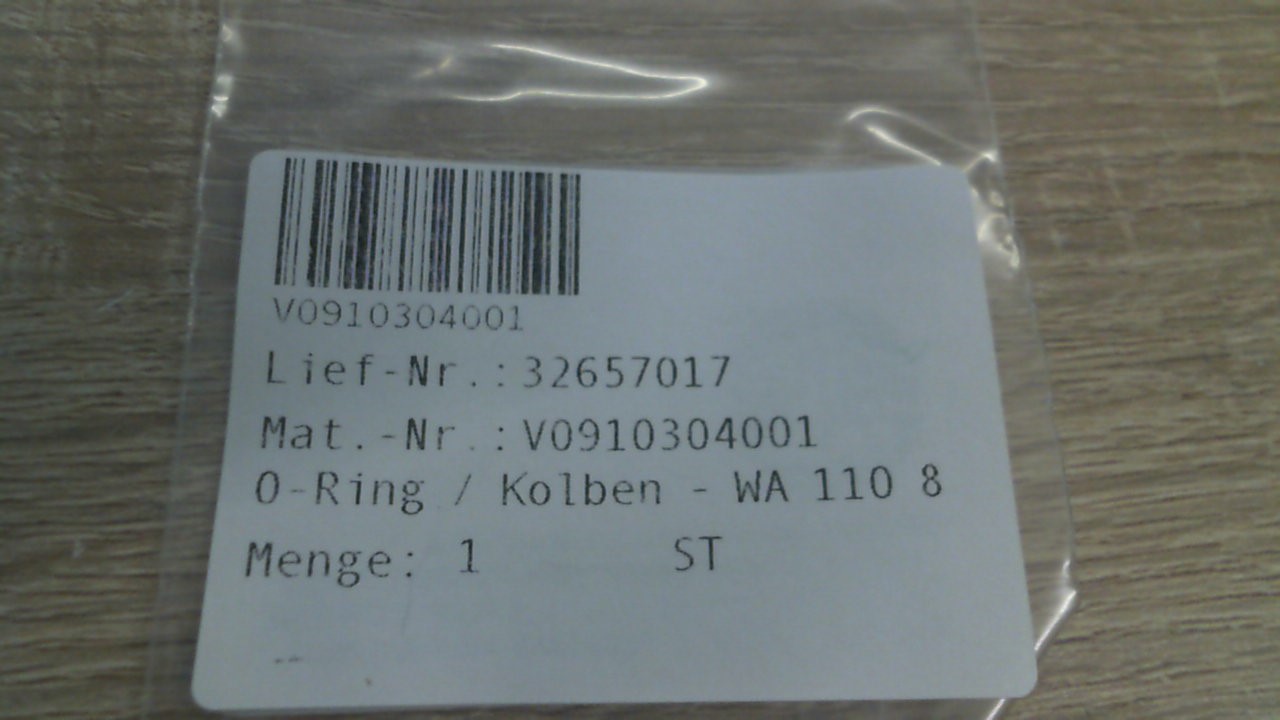 V0910304001
Lief-Nr.:32657017
Mat.-Nr.:V0910304001
O-Ring / Kolben - WA 110 8
Menge: 1 ST
--